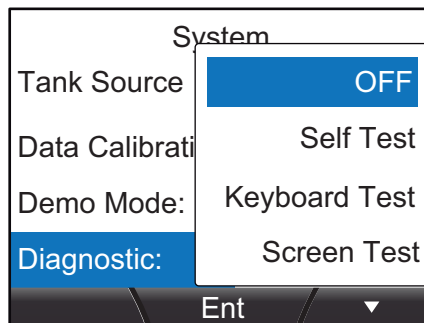 System
Tank Source
OFF
Data Calibrati
Self Test
Demo Mode:
Keyboard Test
Diagnostic:
Screen Test
Ent